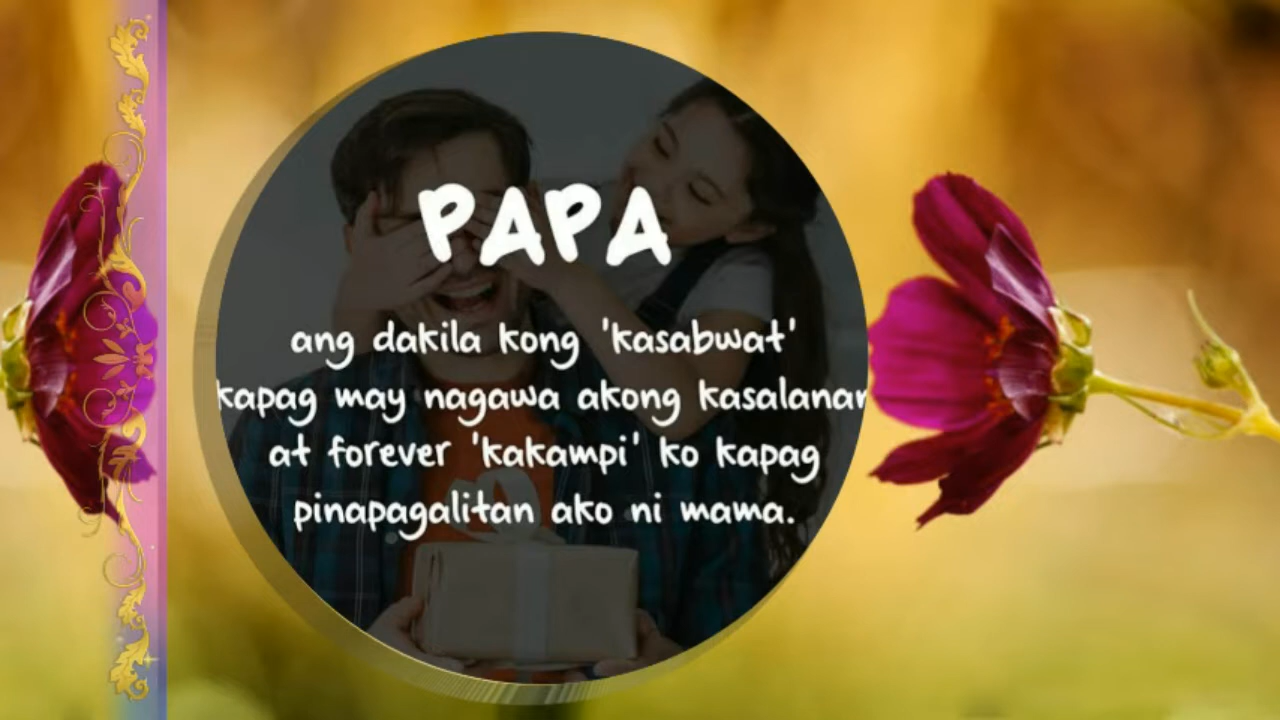 PAPA
ang dakila kong 'kasabwat'
kapag may nagawa akong kasalanan
at forever 'kakampi' ko kapag
pinapagalitan ako ni mama.